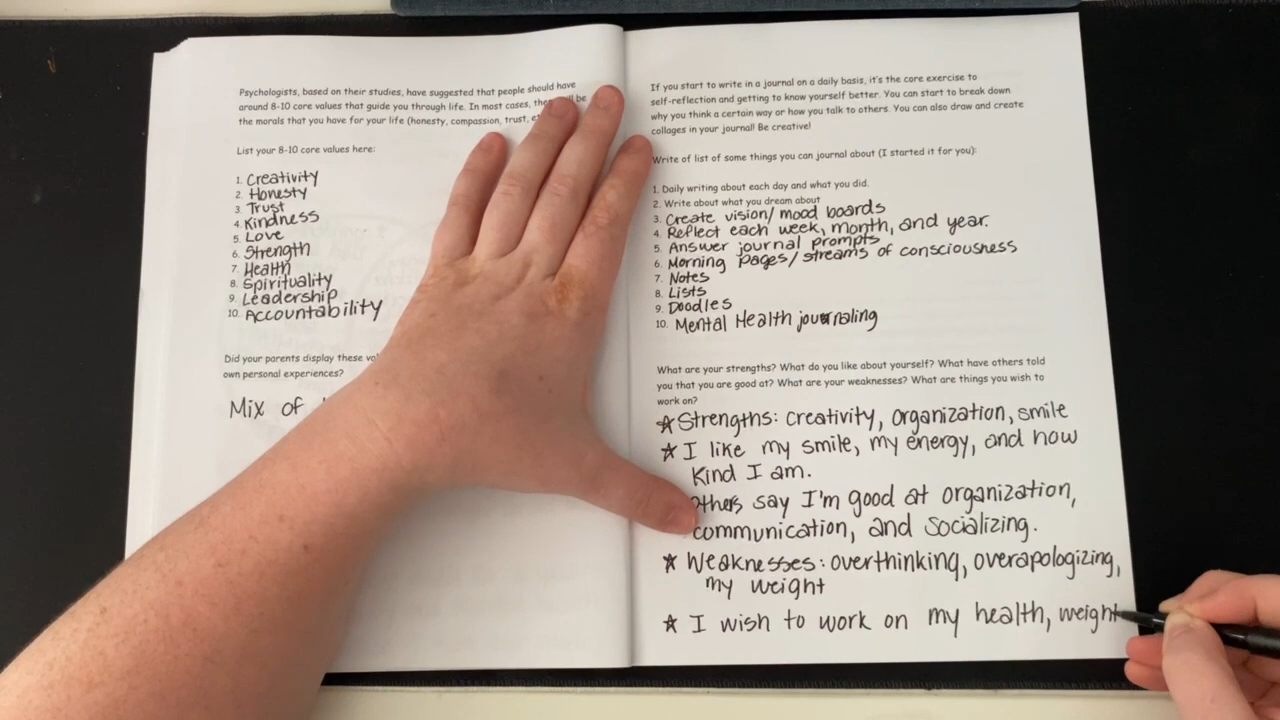 Psychologists, based on their studies, have suggested that people should have
around 8-10 core values that guide you through life. In most cases, be
the morals that you have for your life (honesty, compassion, trust,
List your 8-10 core values here:
1. Creativity
2. Honesty
3. Trust
4. Kindness
5. Love
6. Strength
7. Health
8. Spirituality
9. Leadership
10. Accountability
Did your parents display these
own personal experiences?
Mix of
If you start to write in a journal on a daily basis, it's the core exercise to
self-reflection and getting to know yourself better. You can start to break down
why you think a certain way or how you talk to others. You can also draw and create
collages in your journal! Be creative!
Write of list of some things you can journal about (I started it for you):
1. Daily writing about each day and what you did.
2. Write about what you dream about
3. Create vision/mood boards
4. Reflect each week, month, and year.
5. Answer journal prompts
6. Morning pages/streams of consciousness
7. Notes
8. Lists
9. Doodles
10. Mental Health journaling
What are your strengths? What do you like about yourself? What have others told
you that you are good at? What are your weaknesses? What are things you wish to
work on?
☆ Strengths: creativity, organization, smile
☆ I like my smile, my energy, and how
kind I am.
others say I'm good at organization,
communication, and socializing.
☆ Weaknesses: overthinking, overapologizing,
my weight
☆ I wish to work on my health, weight